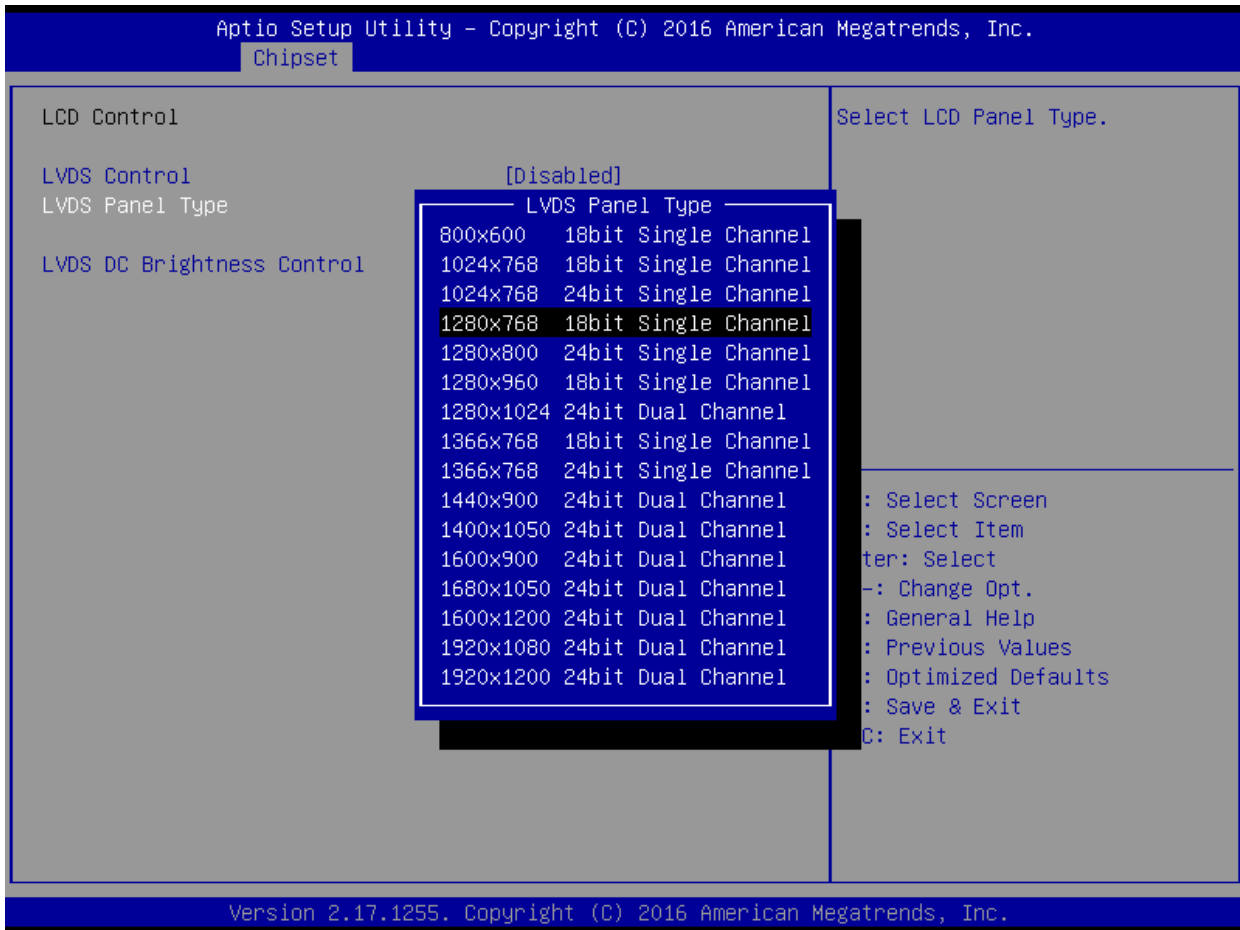 Aptio Setup Utility – Copyright (C) 2016 American Megatrends, Inc.
Chipset
LCD Control
LVDS Control [Disabled]
LVDS Panel Type
LVDS DC Brightness Control
LVDS Panel Type
800x600 18bit Single Channel
1024x768 18bit Single Channel
1024x768 24bit Single Channel
1280x768 18bit Single Channel
1280x800 24bit Single Channel
1280x960 18bit Single Channel
1280x1024 24bit Dual Channel
1366x768 18bit Single Channel
1366x768 24bit Single Channel
1440x900 24bit Dual Channel
1400x1050 24bit Dual Channel
1600x900 24bit Dual Channel
1680x1050 24bit Dual Channel
1600x1200 24bit Dual Channel
1920x1080 24bit Dual Channel
1920x1200 24bit Dual Channel
Select LCD Panel Type.
: Select Screen
: Select Item
ter: Select
–: Change Opt.
: General Help
: Previous Values
: Optimized Defaults
: Save & Exit
C: Exit
Version 2.17.1255. Copyright (C) 2016 American Megatrends, Inc.